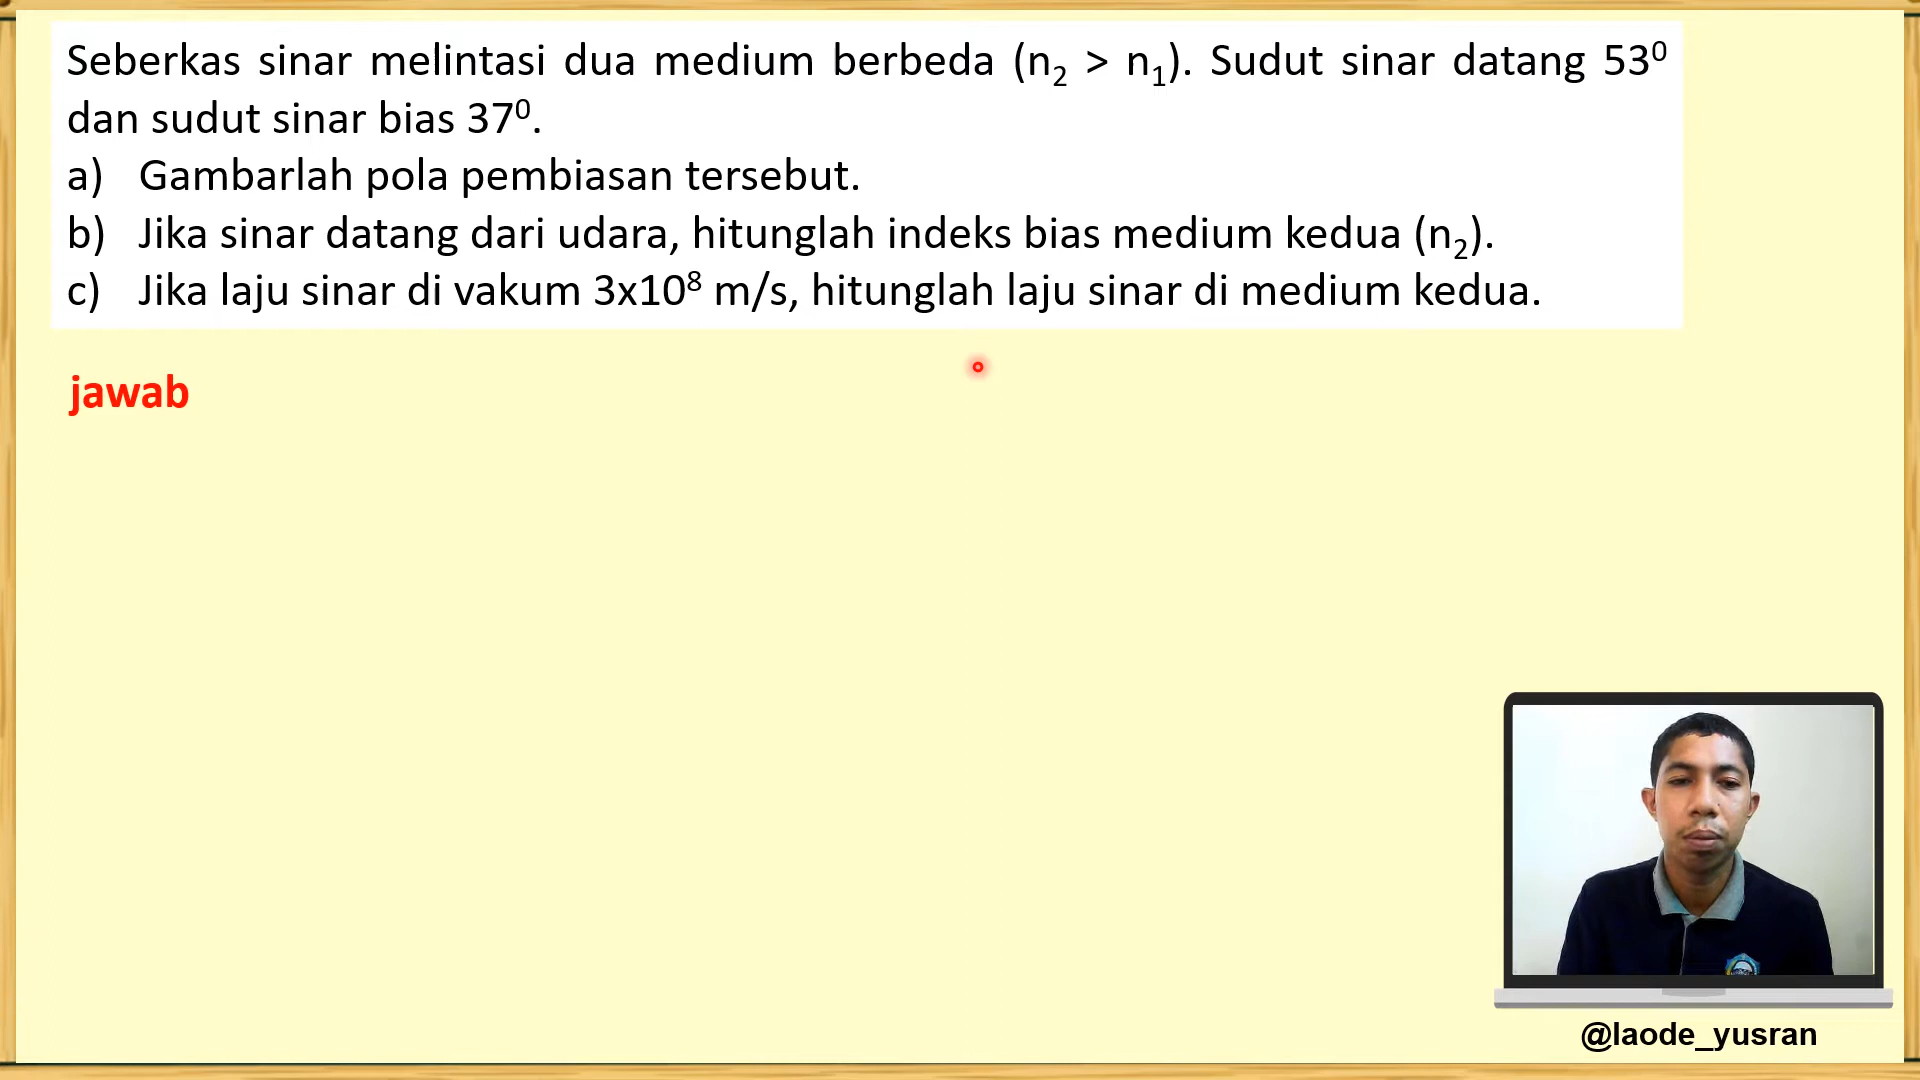 Seberkas sinar melintasi dua medium berbeda (n₂ > n₁). Sudut sinar datang 53⁰
dan sudut sinar bias 37⁰.
a) Gambarlah pola pembiasan tersebut.
b) Jika sinar datang dari udara, hitunglah indeks bias medium kedua (n₂).
c) Jika laju sinar di vakum 3x10⁸ m/s, hitunglah laju sinar di medium kedua.
jawab
@laode_yusran